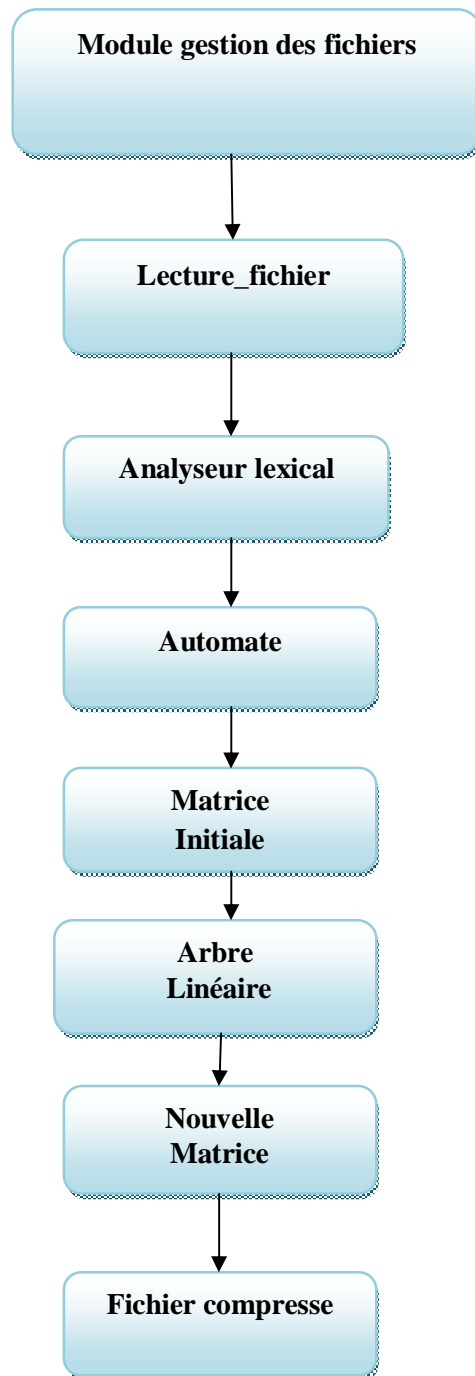 Module gestion des fichiers
Lecture_fichier
Analyseur lexical
Automate
Matrice
Initiale
Arbre
Linéaire
Nouvelle
Matrice
Fichier compresse